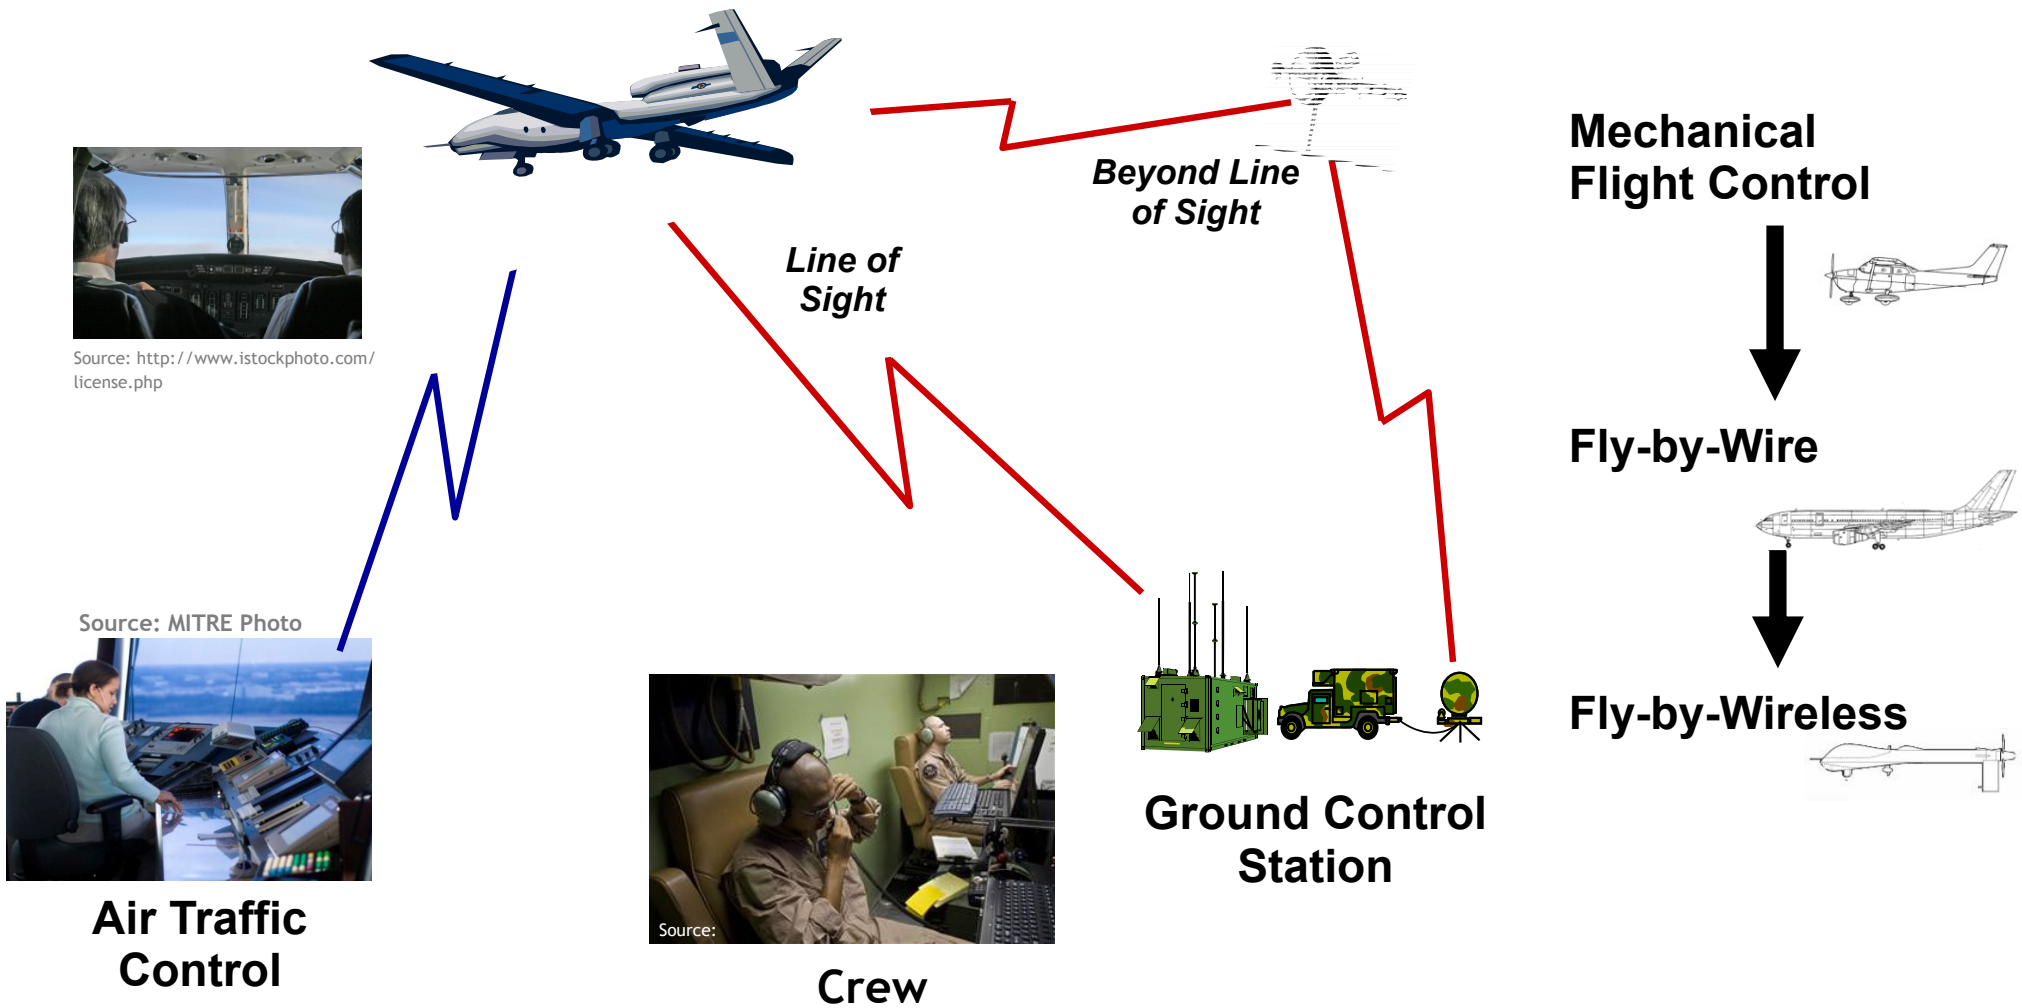 Mechanical
Flight Control
Beyond Line
of Sight
Line of
Sight
Source: http://www.istockphoto.com/
license.php
Fly-by-Wire
Source: MITRE Photo
Fly-by-Wireless
Ground Control
Station
Source:
Air Traffic
Control
Crew